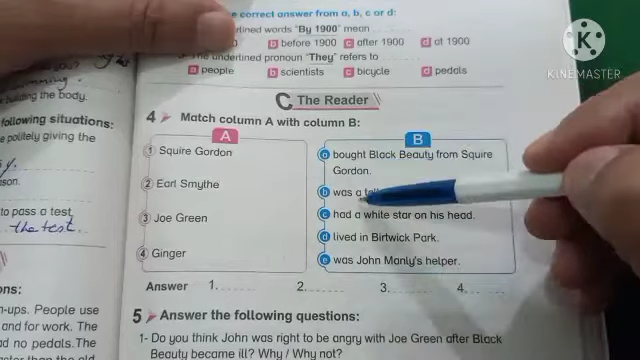 e correct answer from a, b, c or d:
rlined words "By 1900" mean
b before 1900 c after 1900 d at 1900
The underlined pronoun "They" refers to
a people b scientists c bicycle d pedals
building the body.
following situations:
e politely giving the
y.
son.
to pass a test
the test.
ons:
n-ups. People use
and for work. The
ad no pedals. The
C The Reader
4 Match column A with column B:
A
1 Squire Gordon
2 Earl Smythe
3 Joe Green
4 Ginger
B
a bought Black Beauty from Squire
Gordon.
b was a
c had a white star on his head.
d lived in Birtwick Park.
e was John Manly's helper.
Answer 1. 2. 3. 4.
5 Answer the following questions:
1- Do you think John was right to be angry with Joe Green after Black
Beauty became ill? Why / Why not?
KINEMASTER